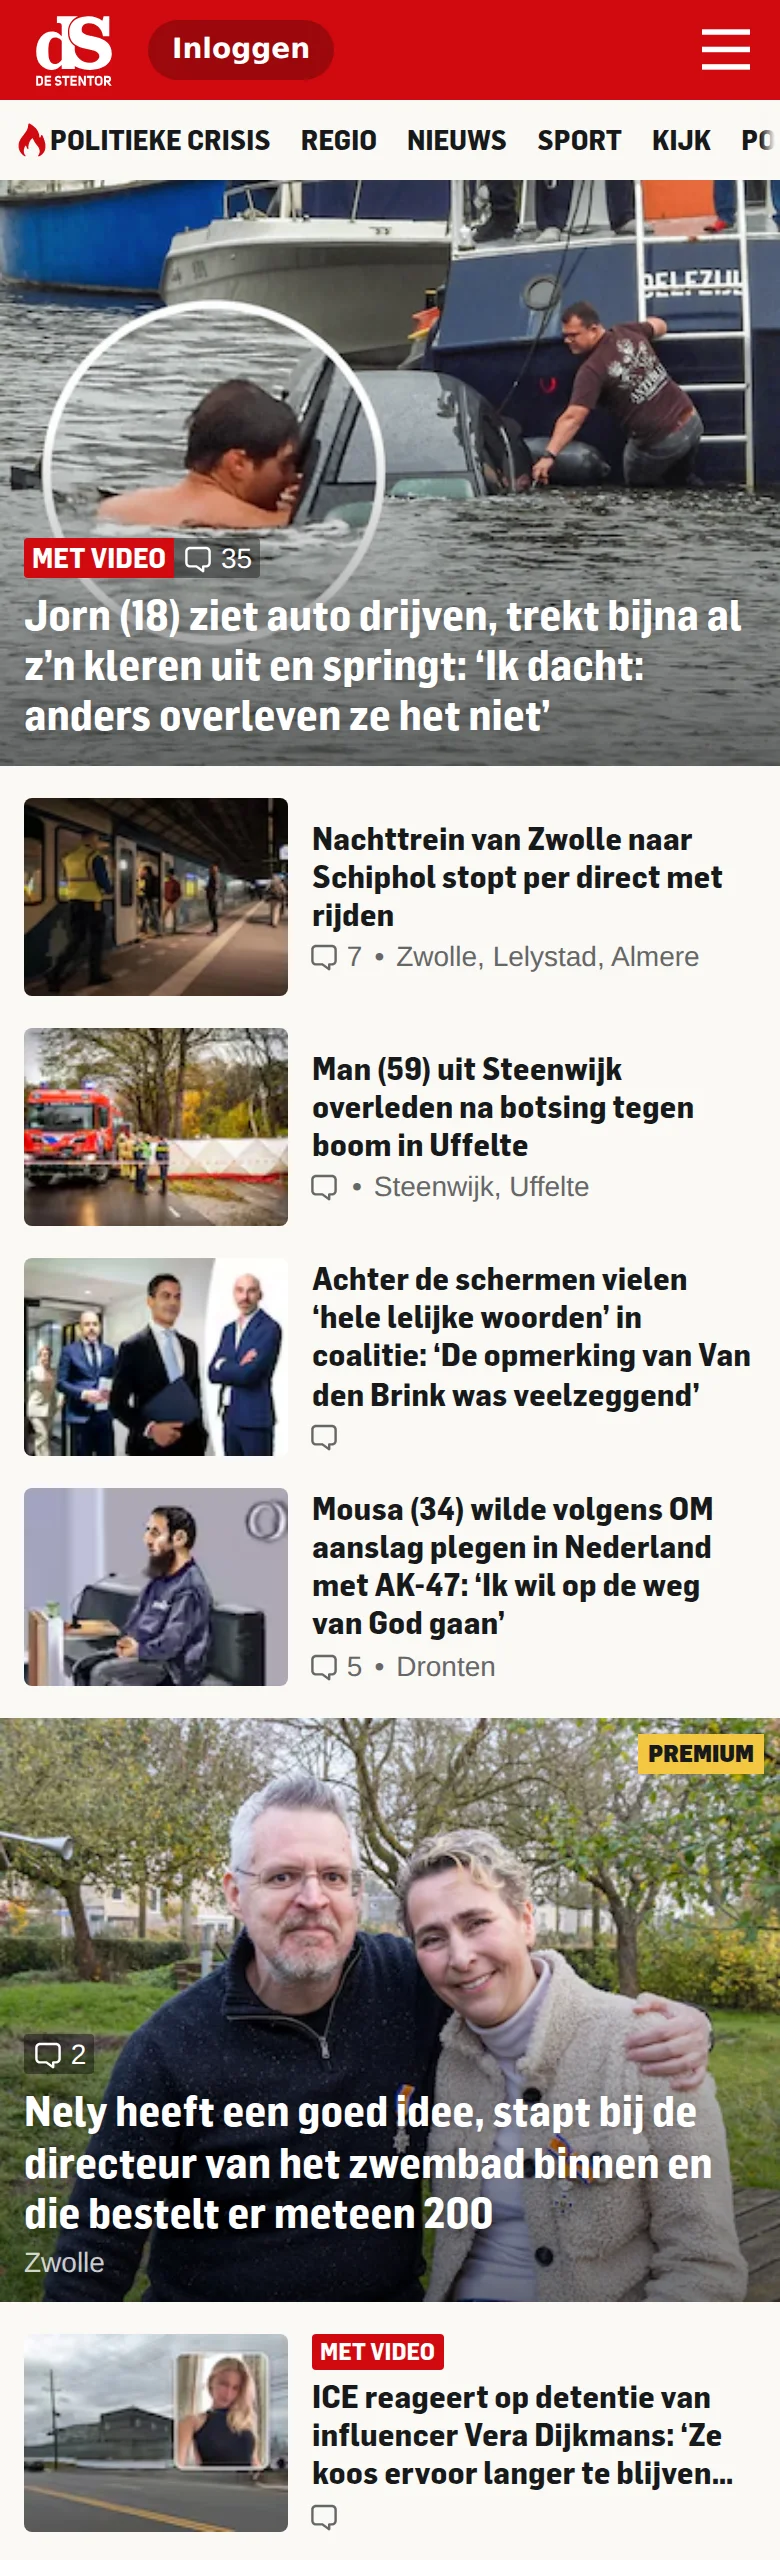 dS
DE STENTOR
Inloggen
POLITIEKE CRISIS REGIO NIEUWS SPORT KIJK PO
DELFZIJL
MET VIDEO 35
Jorn (18) ziet auto drijven, trekt bijna al
z’n kleren uit en springt: ‘Ik dacht:
anders overleven ze het niet’
Nachttrein van Zwolle naar
Schiphol stopt per direct met
rijden
7 • Zwolle, Lelystad, Almere
Man (59) uit Steenwijk
overleden na botsing tegen
boom in Uffelte
• Steenwijk, Uffelte
Achter de schermen vielen
‘hele lelijke woorden’ in
coalitie: ‘De opmerking van Van
den Brink was veelzeggend’
Mousa (34) wilde volgens OM
aanslag plegen in Nederland
met AK-47: ‘Ik wil op de weg
van God gaan’
5 • Dronten
PREMIUM
2
Nely heeft een goed idee, stapt bij de
directeur van het zwembad binnen en
die bestelt er meteen 200
Zwolle
MET VIDEO
ICE reageert op detentie van
influencer Vera Dijkmans: ‘Ze
koos ervoor langer te blijven...